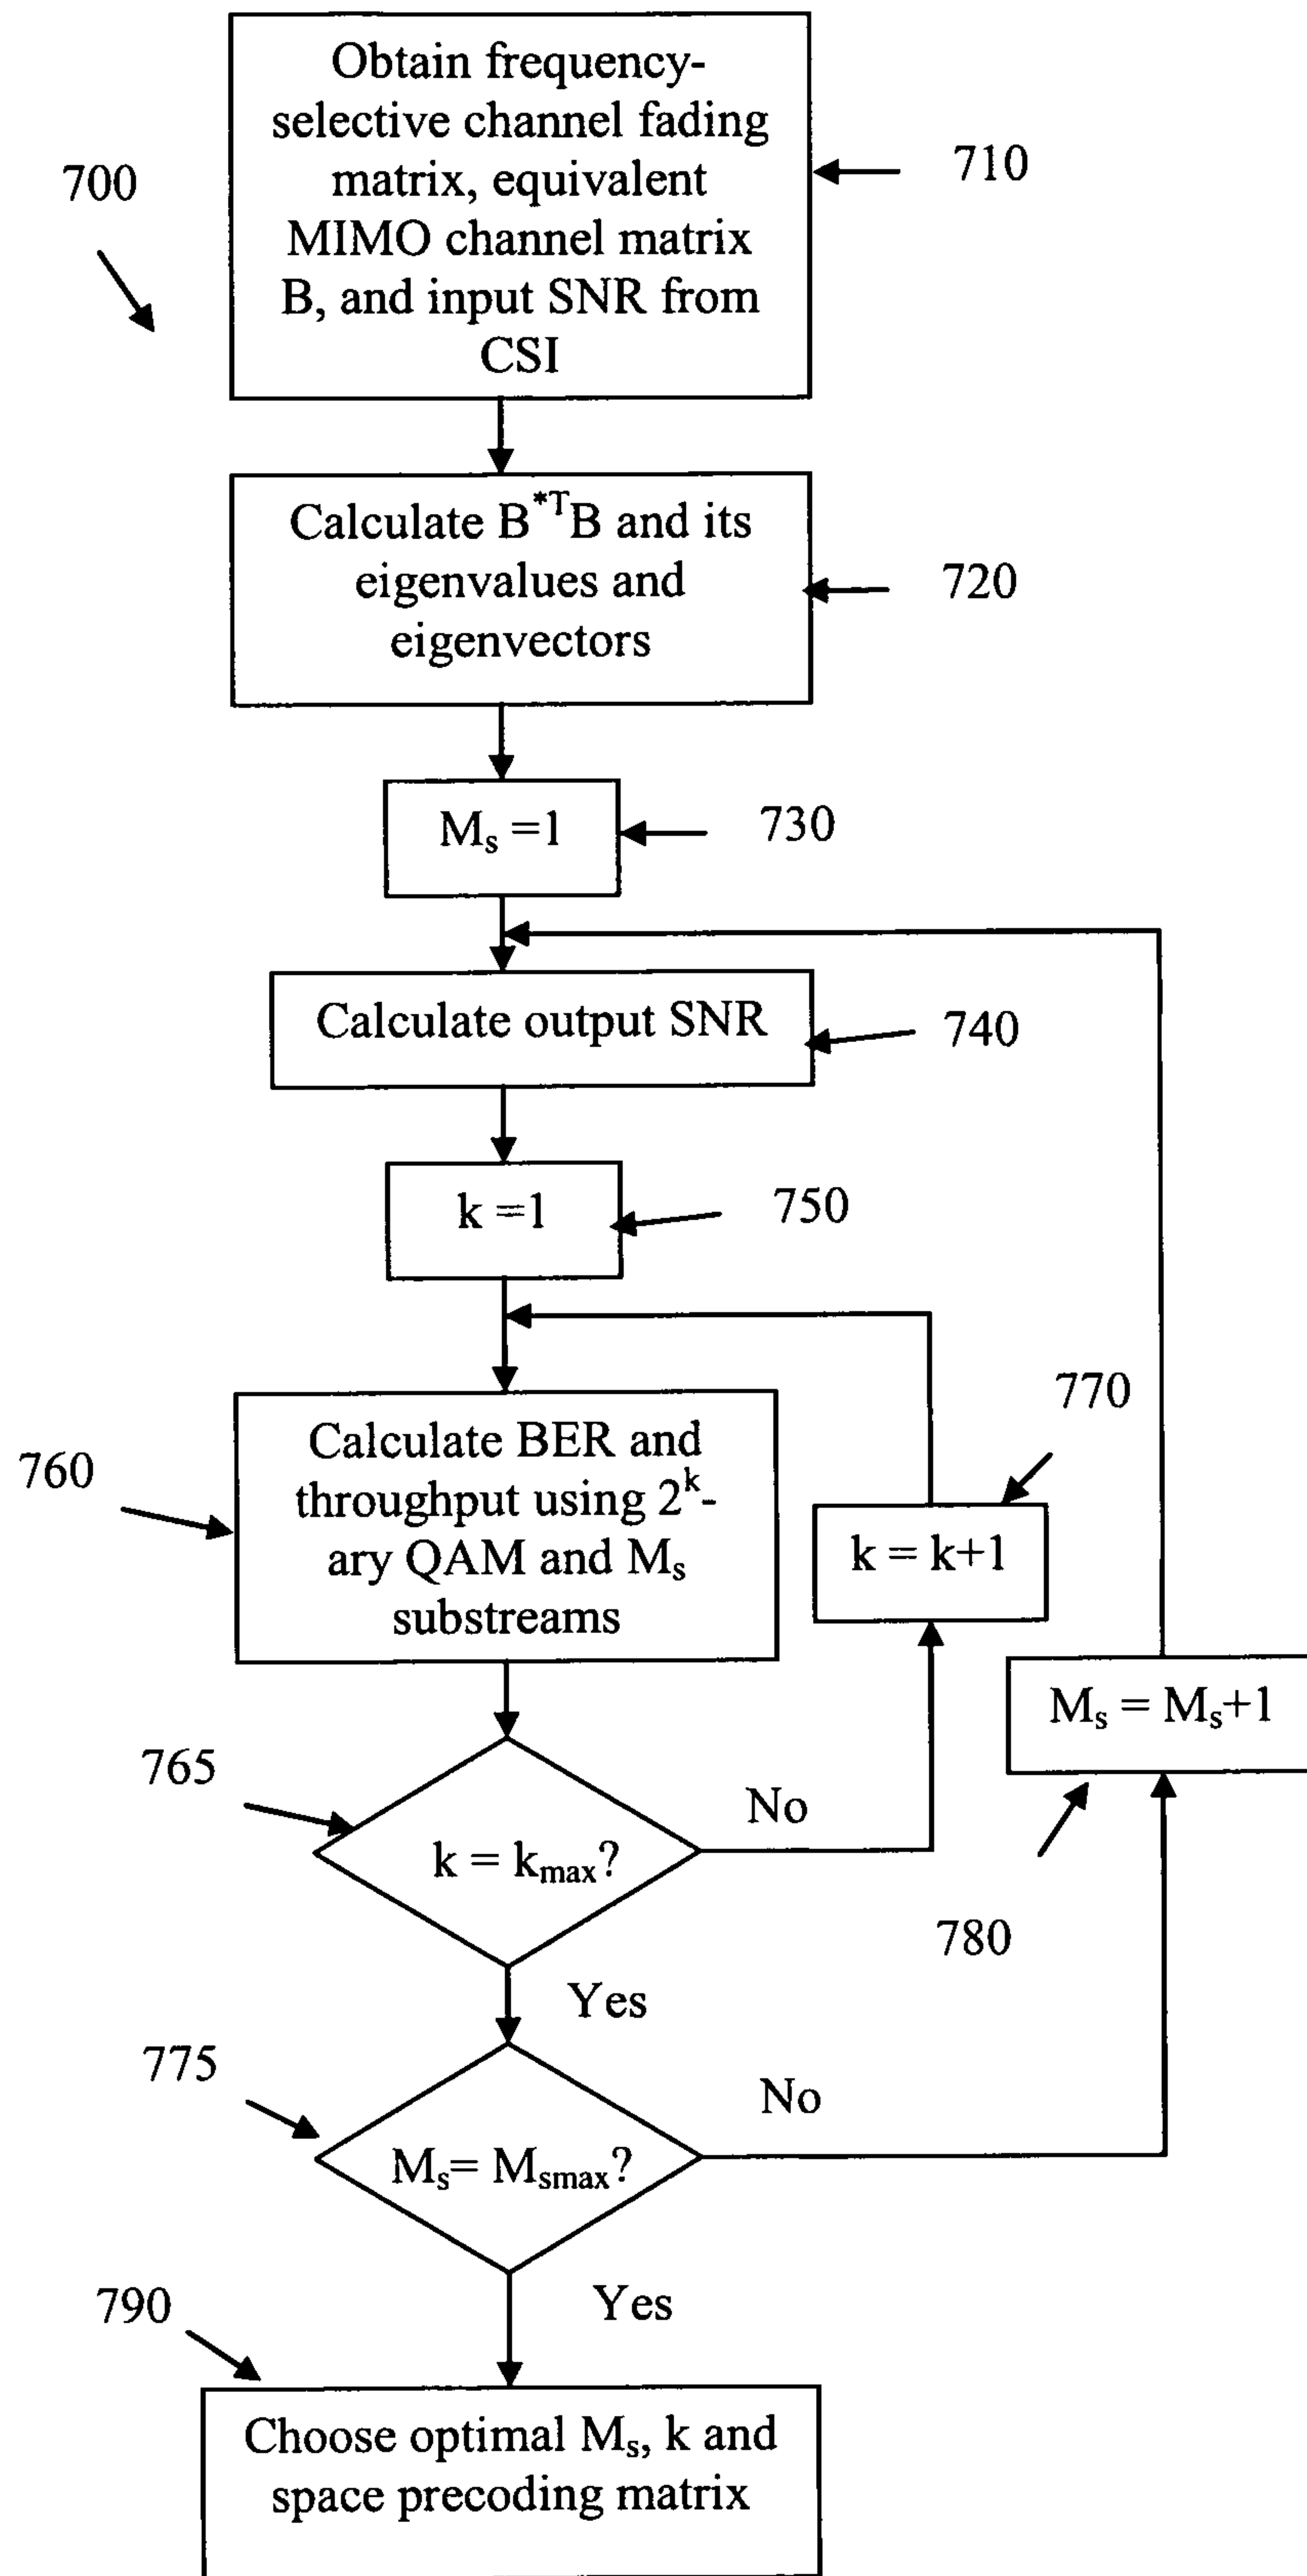 Obtain frequency-
selective channel fading
matrix, equivalent
MIMO channel matrix
B, and input SNR from
CSI
700
710
Calculate B*TB and its
eigenvalues and
eigenvectors
720
Ms =1
730
Calculate output SNR
740
k =1
750
770
Calculate BER and
throughput using 2k-
ary QAM and Ms
substreams
760
k = k+1
Ms = Ms+1
765
No
k = kmax?
780
Yes
775
No
Ms= Msmax?
790
Yes
Choose optimal Ms, k and
space precoding matrix